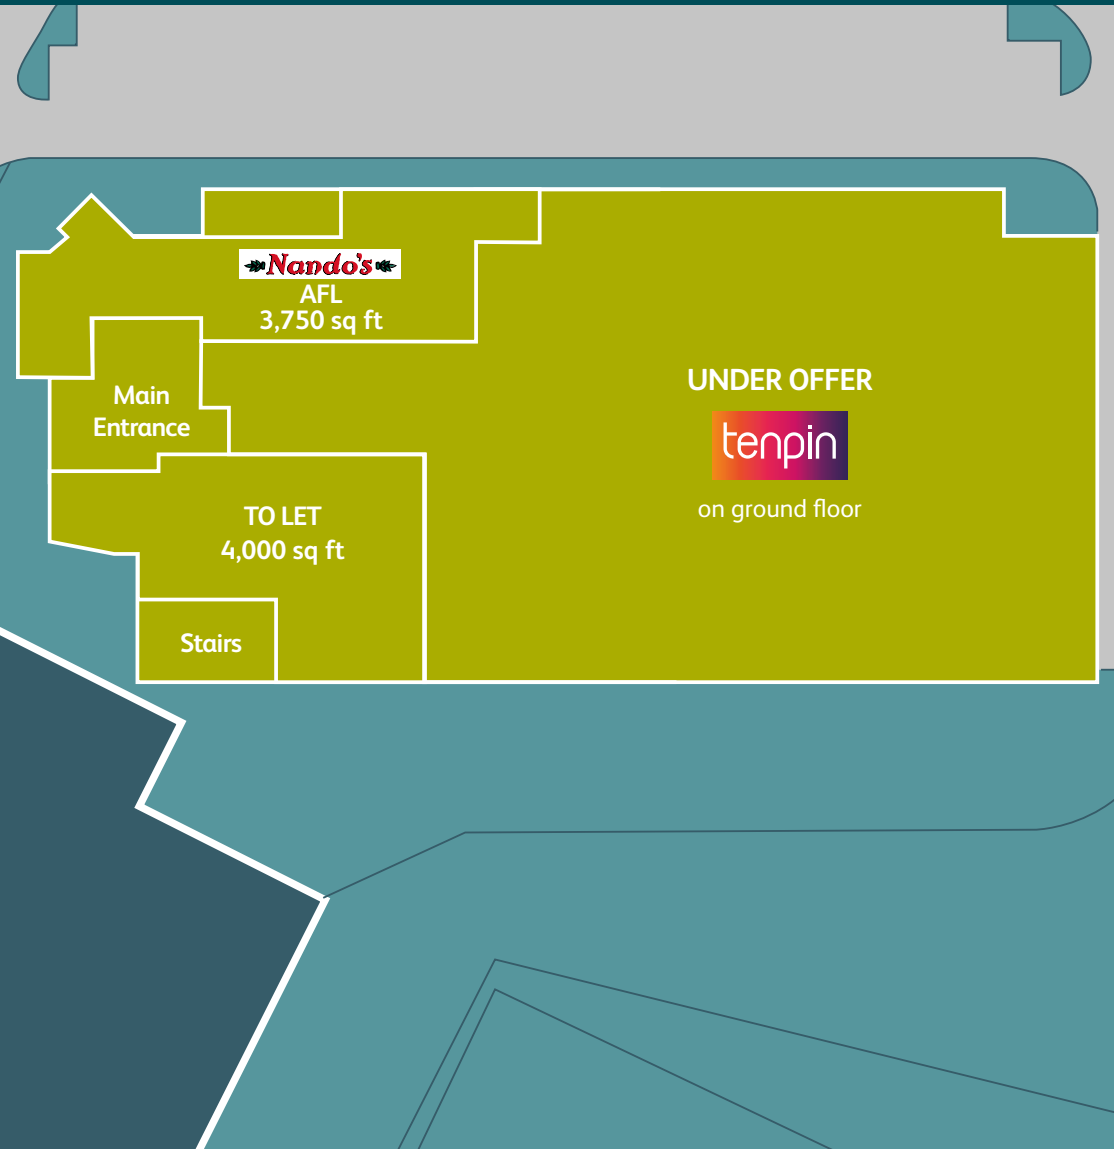 Nando's
AFL
3,750 sq ft
Main
Entrance
UNDER OFFER
tenpin
on ground floor
TO LET
4,000 sq ft
Stairs